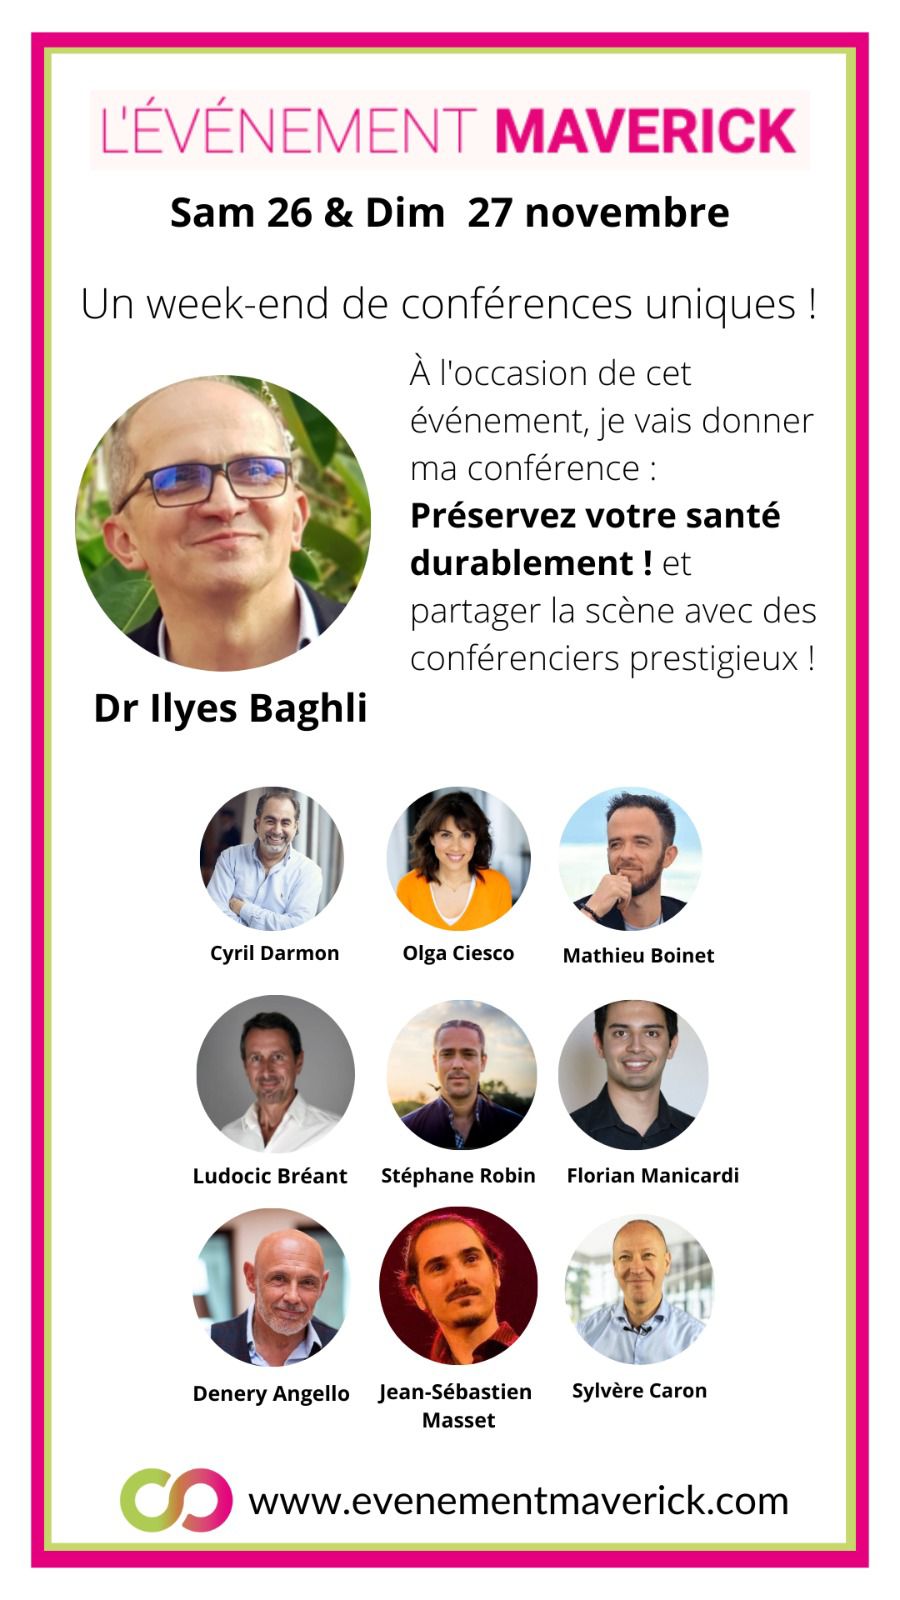 L'ÉVÉNEMENT MAVERICK
Sam 26 & Dim 27 novembre
Un week-end de conférences uniques !
À l'occasion de cet
événement, je vais donner
ma conférence :
Préservez votre santé
durablement ! et
partager la scène avec des
conférenciers prestigieux !
Dr Ilyes Baghli
Cyril Darmon
Olga Ciesco
Mathieu Boinet
Ludocic Bréant
Stéphane Robin
Florian Manicardi
Denery Angello
Jean-Sébastien
Masset
Sylvère Caron
www.evenementmaverick.com